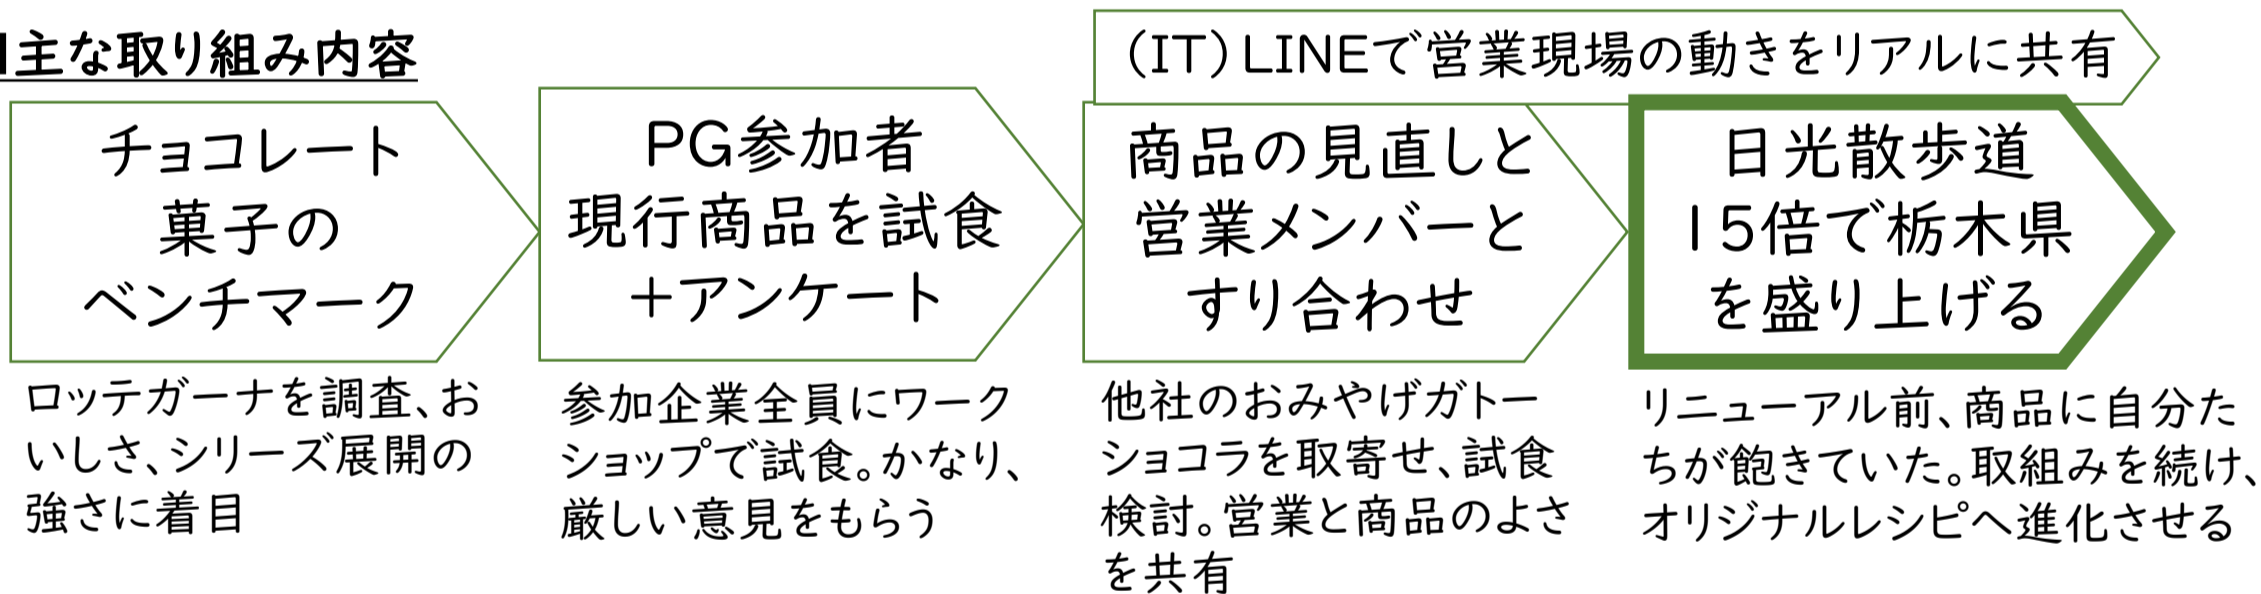 主な取り組み内容
(IT)LINEで営業現場の動きをリアルに共有
チョコレート
菓子の
ベンチマーク
PG参加者
現行商品を試食
+アンケート
商品の見直しと
営業メンバーと
すり合わせ
日光散歩道
15倍で栃木県
を盛り上げる
ロッテガーナを調査、お
いしさ、シリーズ展開の
強さに着目
参加企業全員にワーク
ショップで試食。かなり、
厳しい意見をもらう
他社のおみやげガトー
ショコラを取寄せ、試食
検討。営業と商品のよさ
を共有
リニューアル前、商品に自分た
ちが飽きていた。取組みを続け、
オリジナルレシピへ進化させる